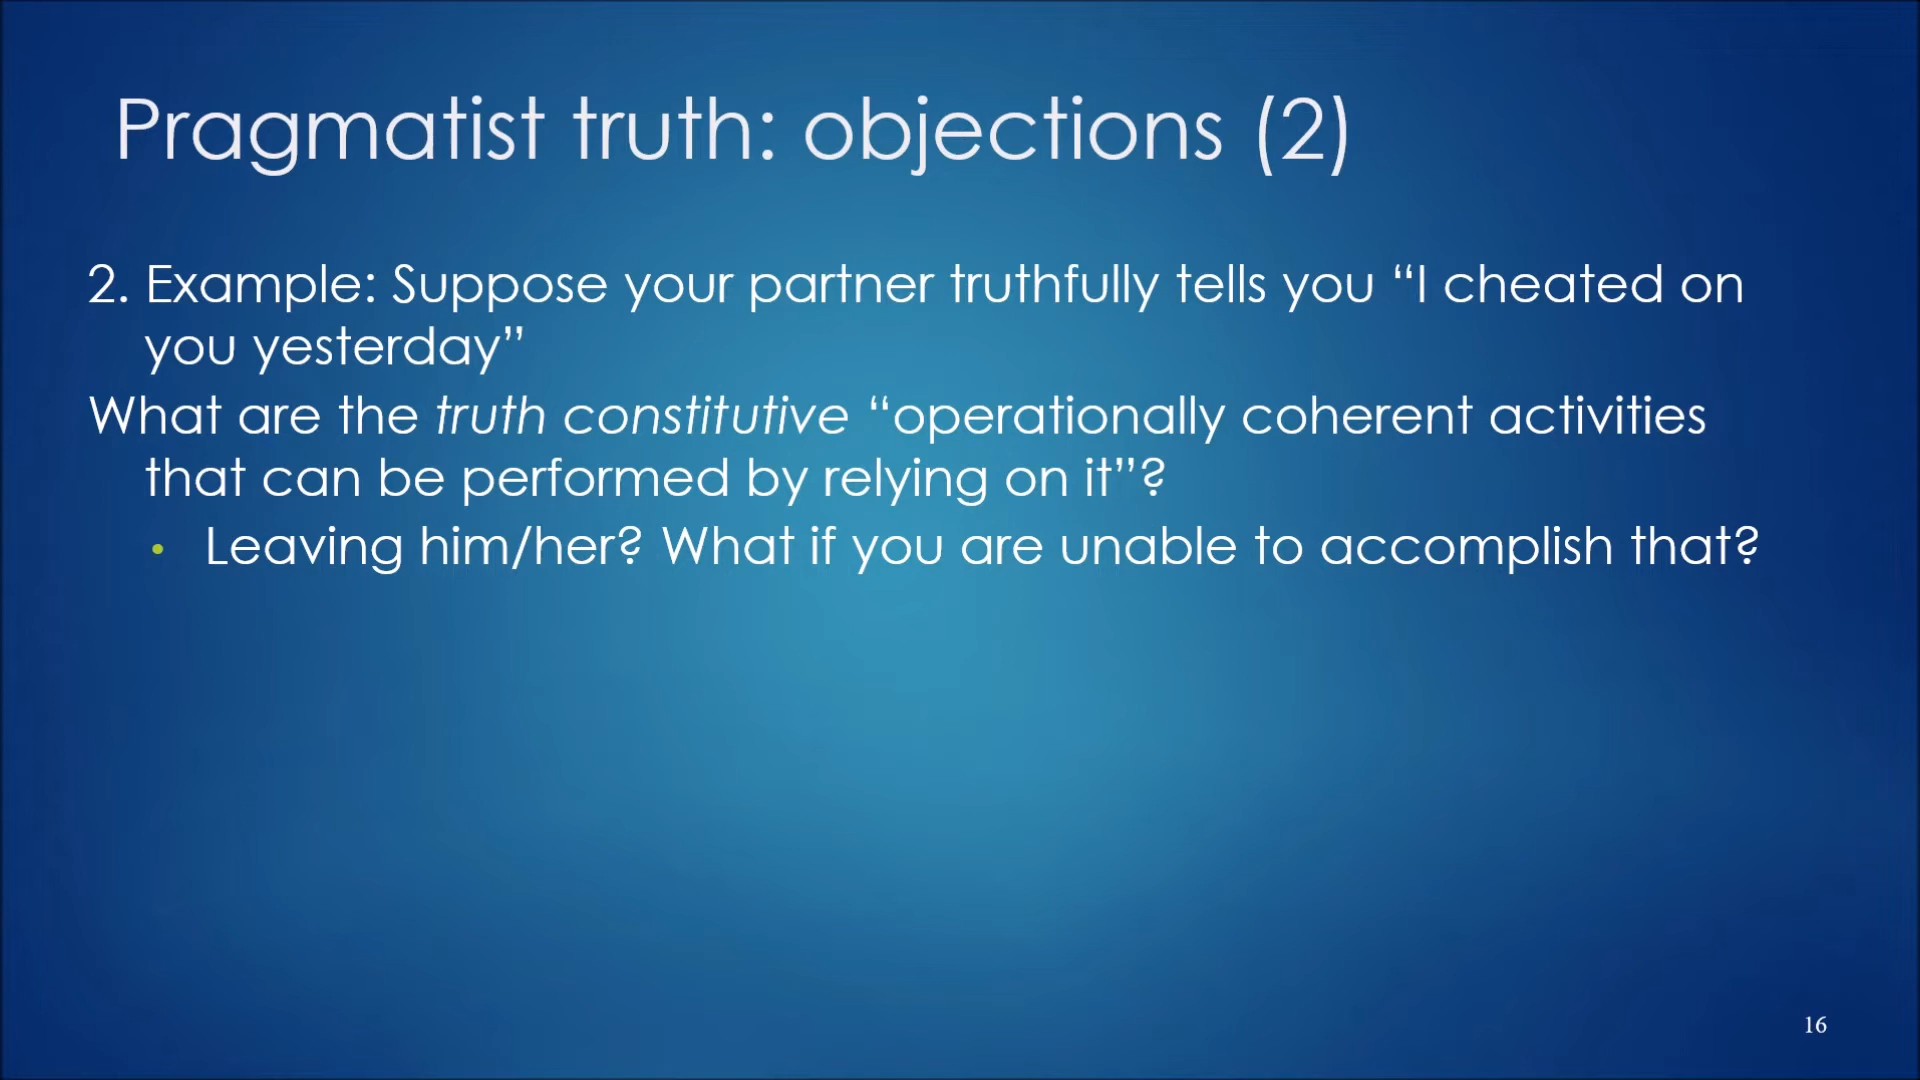 Pragmatist truth: objections (2)
2. Example: Suppose your partner truthfully tells you “I cheated on
you yesterday”
What are the truth constitutive “operationally coherent activities
that can be performed by relying on it”?
• Leaving him/her? What if you are unable to accomplish that?
16